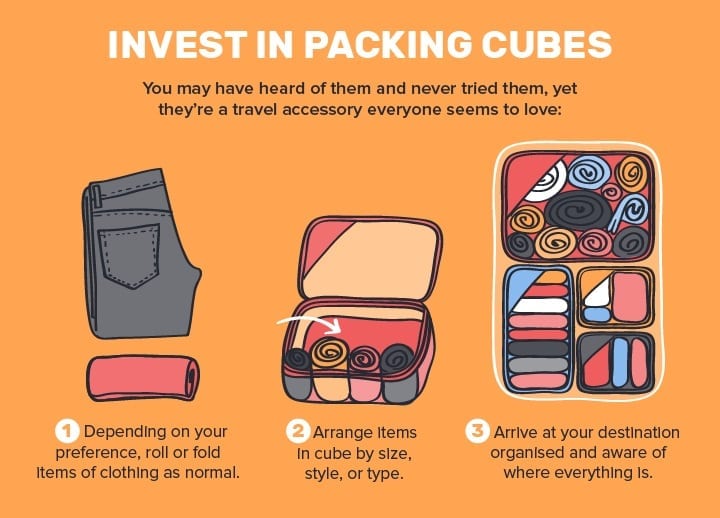 INVEST IN PACKING CUBES
You may have heard of them and never tried them, yet
they're a travel accessory everyone seems to love:
1 Depending on your
preference, roll or fold
items of clothing as normal.
2 Arrange items
in cube by size,
style, or type.
3 Arrive at your destination
organised and aware of
where everything is.